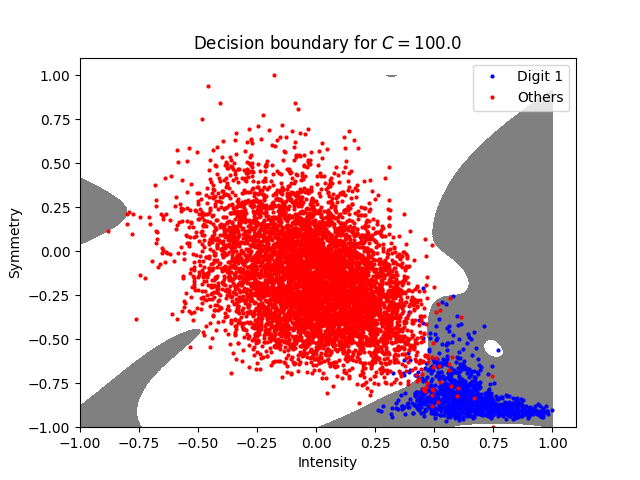 Decision boundary for C = 100.0
Digit 1
Others
1.00
0.75
0.50
0.25
0.00
−0.25
−0.50
−0.75
−1.00
Symmetry
−1.00 −0.75 −0.50 −0.25 0.00 0.25 0.50 0.75 1.00
Intensity